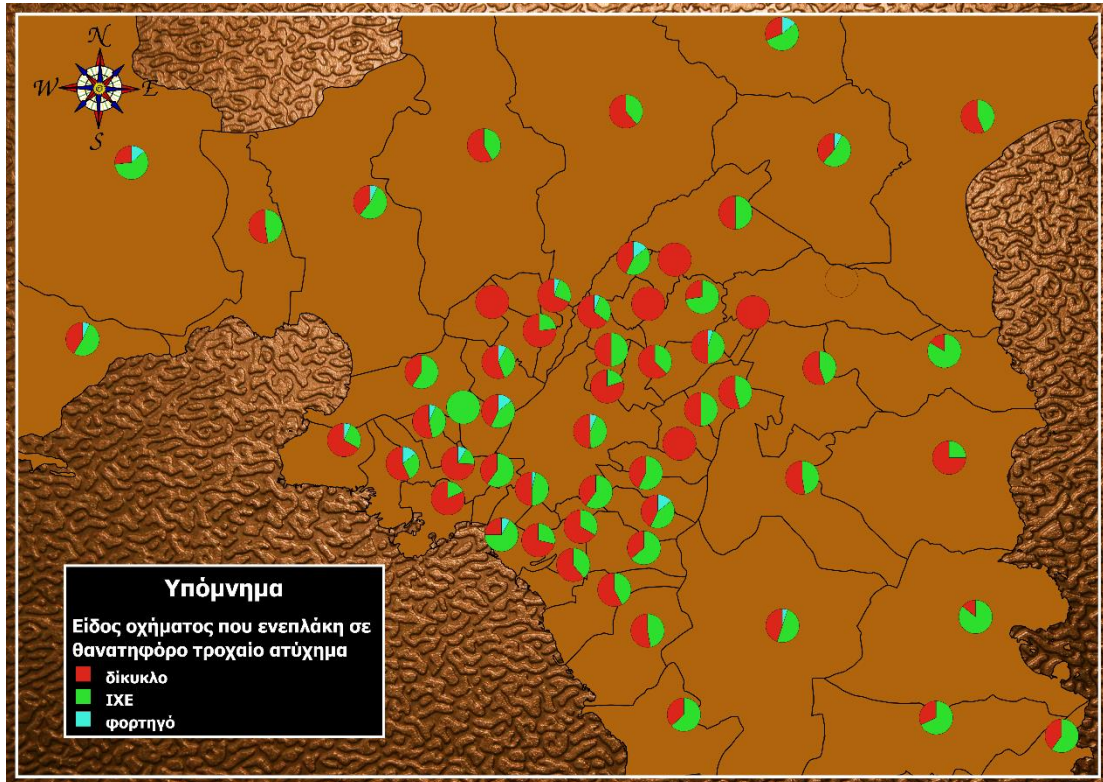 N
W E
S
Υπόμνημα
Είδος οχήματος που ενεπλάκη σε
θανατηφόρο τροχαίο ατύχημα
δίκυκλο
ΙΧΕ
φορτηγό